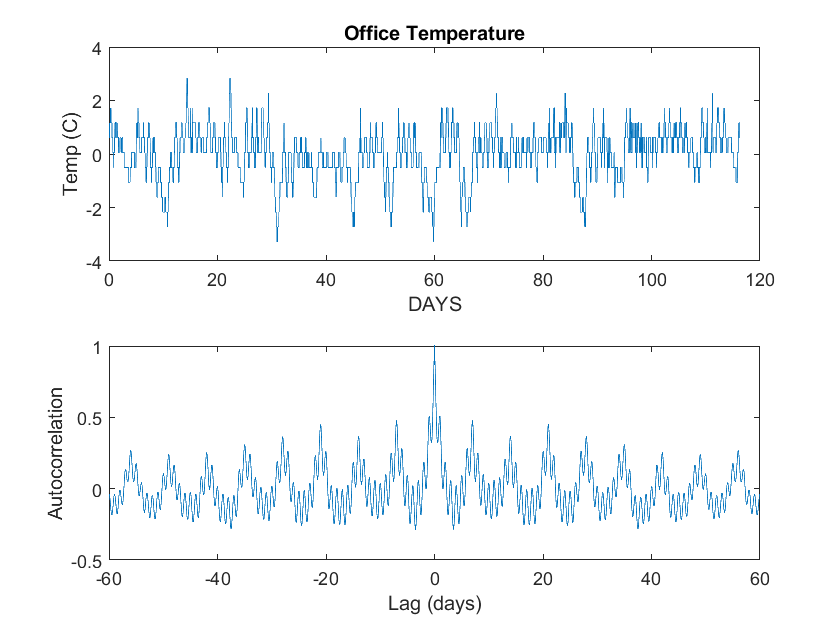 Office Temperature
4
2
0
-2
-4
Temp (C)
0 20 40 60 80 100 120
DAYS
1
0.5
0
-0.5
Autocorrelation
-60 -40 -20 0 20 40 60
Lag (days)